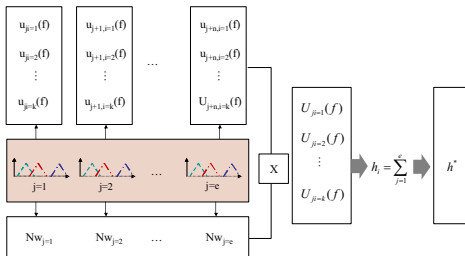 u_{ji=1}(f) u_{j+1,i=1}(f) u_{j+n,i=1}(f)
u_{ji=2}(f) u_{j+1,i=2}(f) u_{j+n,i=2}(f)
⋮ ⋮ … ⋮
u_{ji=k}(f) u_{j+1,i=k}(f) U_{j+n,i=k}(f)
j=1 j=2 … j=e
Nw_{j=1} Nw_{j=2} … Nw_{j=e}
X
U_{ji=1}(f)
U_{ji=2}(f)
⋮
U_{ji=k}(f)
h_i = \sum_{j=1}^{e}
h^*